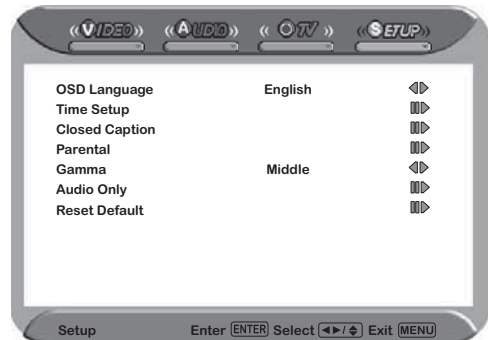 VIDEO AUDIO TV SETUP
OSD Language English
Time Setup
Closed Caption
Parental
Gamma Middle
Audio Only
Reset Default
Setup Enter ENTER Select ◄►/◆ Exit MENU